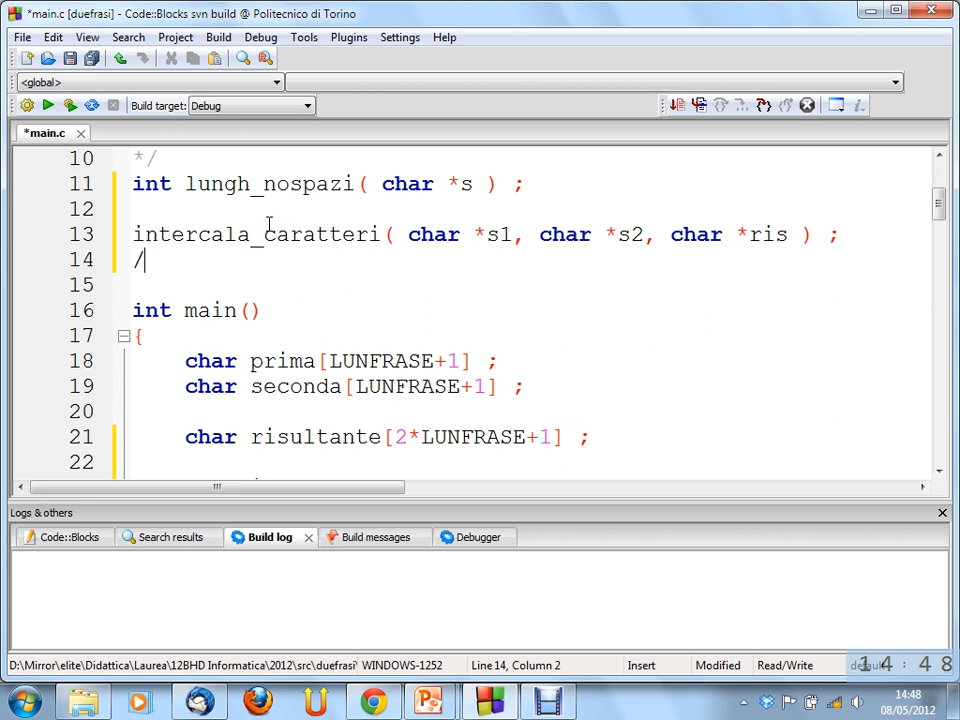 *main.c [duefrasi] - Code::Blocks svn build @ Politecnico di Torino
File Edit View Search Project Build Debug Tools Plugins Settings Help
<global>
Build target: Debug
*main.c
10 */
11 int lungh_nospazi( char *s ) ;
12
13 intercala_caratteri( char *s1, char *s2, char *ris ) ;
14 /
15
16 int main()
17 {
18 char prima[LUNFRASE+1] ;
19 char seconda[LUNFRASE+1] ;
20
21 char risultante[2*LUNFRASE+1] ;
22
Logs & others
Code::Blocks Search results Build log Build messages Debugger
D:\Mirror\elite\Didattica\Laurea\12BHD Informatica\2012\src\duefrasi WINDOWS-1252 Line 14, Column 2 Insert Modified Read/Write
14:48
14:48
08/05/2012